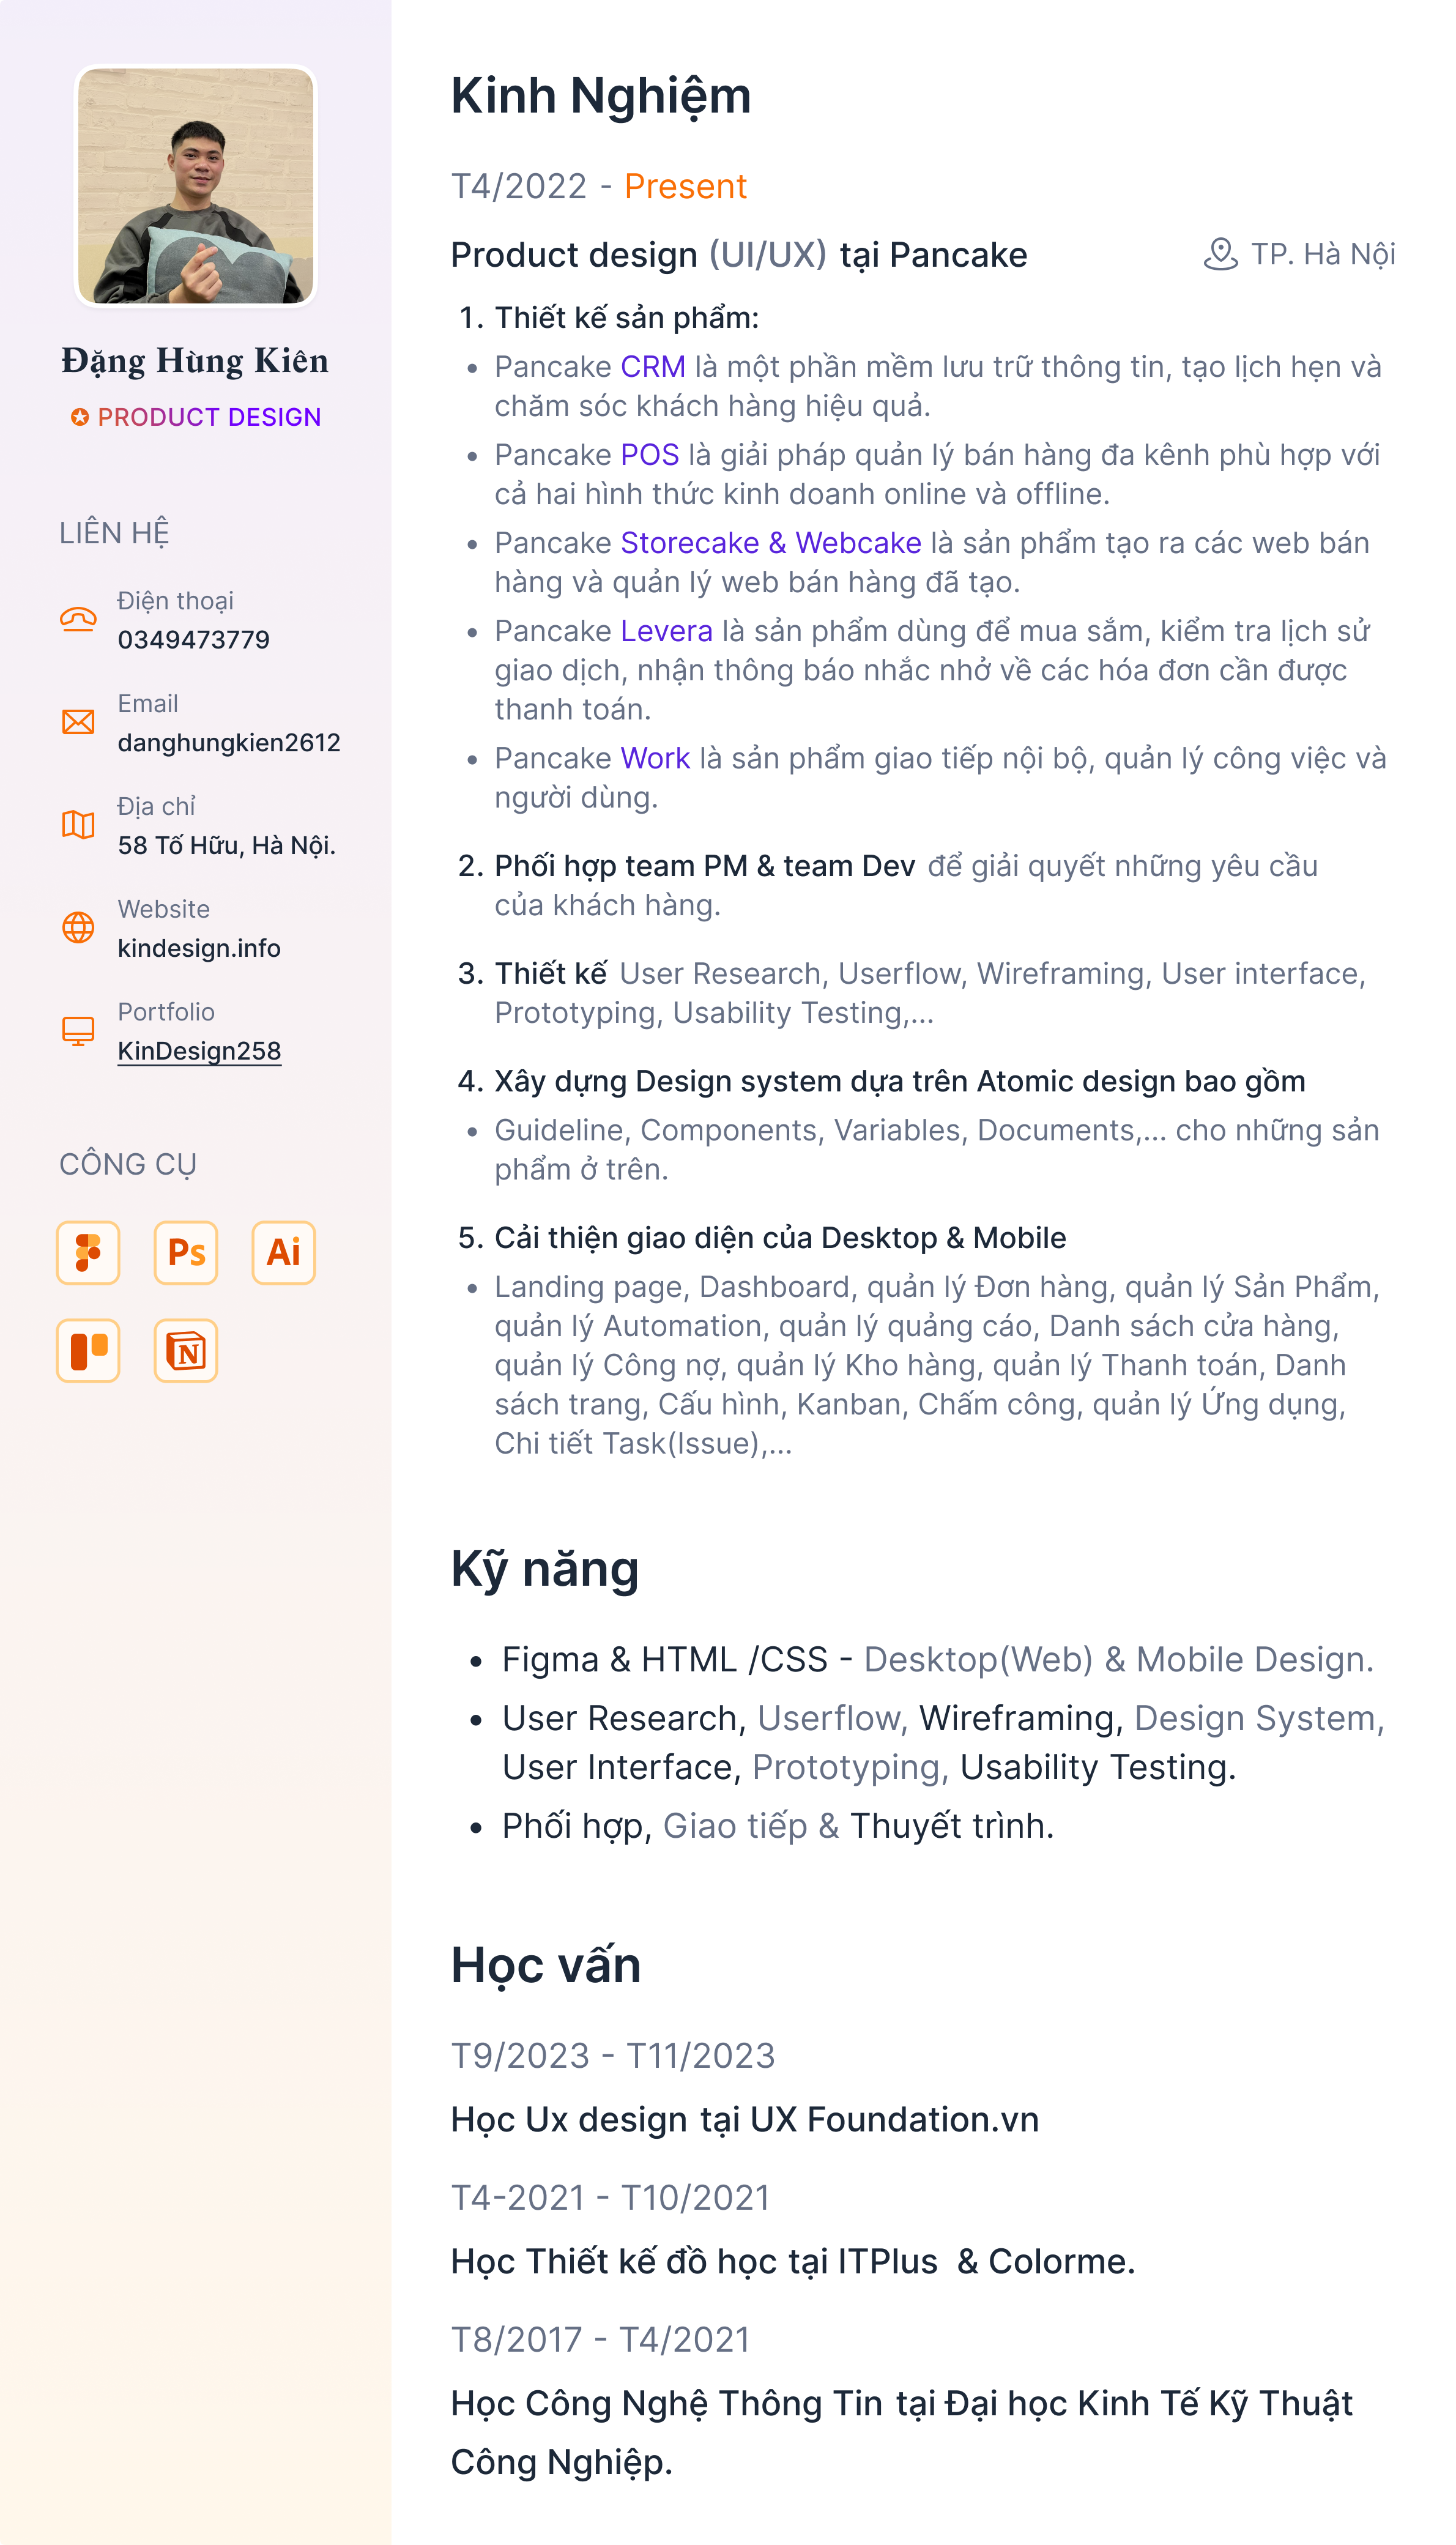 Đặng Hùng Kiên
PRODUCT DESIGN
LIÊN HỆ
Điện thoại
0349473779
Email
danghungkien2612
Địa chỉ
58 Tố Hữu, Hà Nội.
Website
kindesign.info
Portfolio
KinDesign258
CÔNG CỤ
Ps Ai
N
Kinh Nghiệm
T4/2022 - Present
Product design (UI/UX) tại Pancake TP. Hà Nội
1. Thiết kế sản phẩm:
• Pancake CRM là một phần mềm lưu trữ thông tin, tạo lịch hẹn và
chăm sóc khách hàng hiệu quả.
• Pancake POS là giải pháp quản lý bán hàng đa kênh phù hợp với
cả hai hình thức kinh doanh online và offline.
• Pancake Storecake & Webcake là sản phẩm tạo ra các web bán
hàng và quản lý web bán hàng đã tạo.
• Pancake Levera là sản phẩm dùng để mua sắm, kiểm tra lịch sử
giao dịch, nhận thông báo nhắc nhở về các hóa đơn cần được
thanh toán.
• Pancake Work là sản phẩm giao tiếp nội bộ, quản lý công việc và
người dùng.
2. Phối hợp team PM & team Dev để giải quyết những yêu cầu
của khách hàng.
3. Thiết kế User Research, Userflow, Wireframing, User interface,
Prototyping, Usability Testing,...
4. Xây dựng Design system dựa trên Atomic design bao gồm
• Guideline, Components, Variables, Documents,... cho những sản
phẩm ở trên.
5. Cải thiện giao diện của Desktop & Mobile
• Landing page, Dashboard, quản lý Đơn hàng, quản lý Sản Phẩm,
quản lý Automation, quản lý quảng cáo, Danh sách cửa hàng,
quản lý Công nợ, quản lý Kho hàng, quản lý Thanh toán, Danh
sách trang, Cấu hình, Kanban, Chấm công, quản lý Ứng dụng,
Chi tiết Task(Issue),...
Kỹ năng
• Figma & HTML /CSS - Desktop(Web) & Mobile Design.
• User Research, Userflow, Wireframing, Design System,
User Interface, Prototyping, Usability Testing.
• Phối hợp, Giao tiếp & Thuyết trình.
Học vấn
T9/2023 - T11/2023
Học Ux design tại UX Foundation.vn
T4-2021 - T10/2021
Học Thiết kế đồ học tại ITPlus & Colorme.
T8/2017 - T4/2021
Học Công Nghệ Thông Tin tại Đại học Kinh Tế Kỹ Thuật
Công Nghiệp.